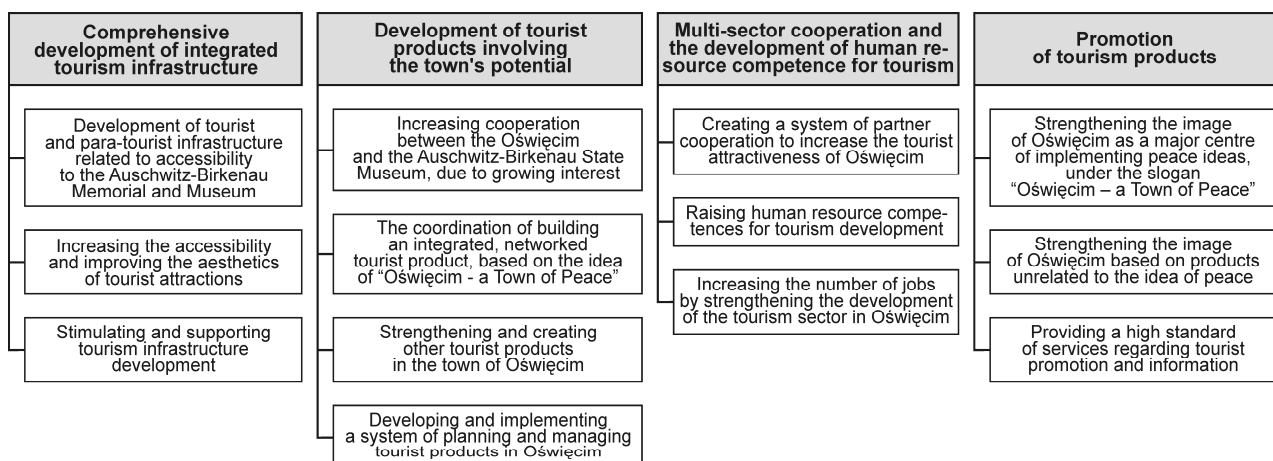 Comprehensive
development of integrated
tourism infrastructure
Development of tourist
and para-tourist infrastructure
related to accessibility
to the Auschwitz-Birkenau
Memorial and Museum
Increasing the accessibility
and improving the aesthetics
of tourist attractions
Stimulating and supporting
tourism infrastructure
development
Development of tourist
products involving
the town's potential
Increasing cooperation
between the Oświęcim
and the Auschwitz-Birkenau State
Museum, due to growing interest
The coordination of building
an integrated, networked
tourist product, based on the idea
of “Oświęcim - a Town of Peace”
Strengthening and creating
other tourist products
in the town of Oświęcim
Developing and implementing
a system of planning and managing
tourist products in Oświęcim
Multi-sector cooperation and
the development of human re-
source competence for tourism
Creating a system of partner
cooperation to increase the tourist
attractiveness of Oświęcim
Raising human resource compe-
tences for tourism development
Increasing the number of jobs
by strengthening the development
of the tourism sector in Oświęcim
Promotion
of tourism products
Strengthening the image
of Oświęcim as a major centre
of implementing peace ideas,
under the slogan
“Oświęcim – a Town of Peace”
Strengthening the image
of Oświęcim based on products
unrelated to the idea of peace
Providing a high standard
of services regarding tourist
promotion and information